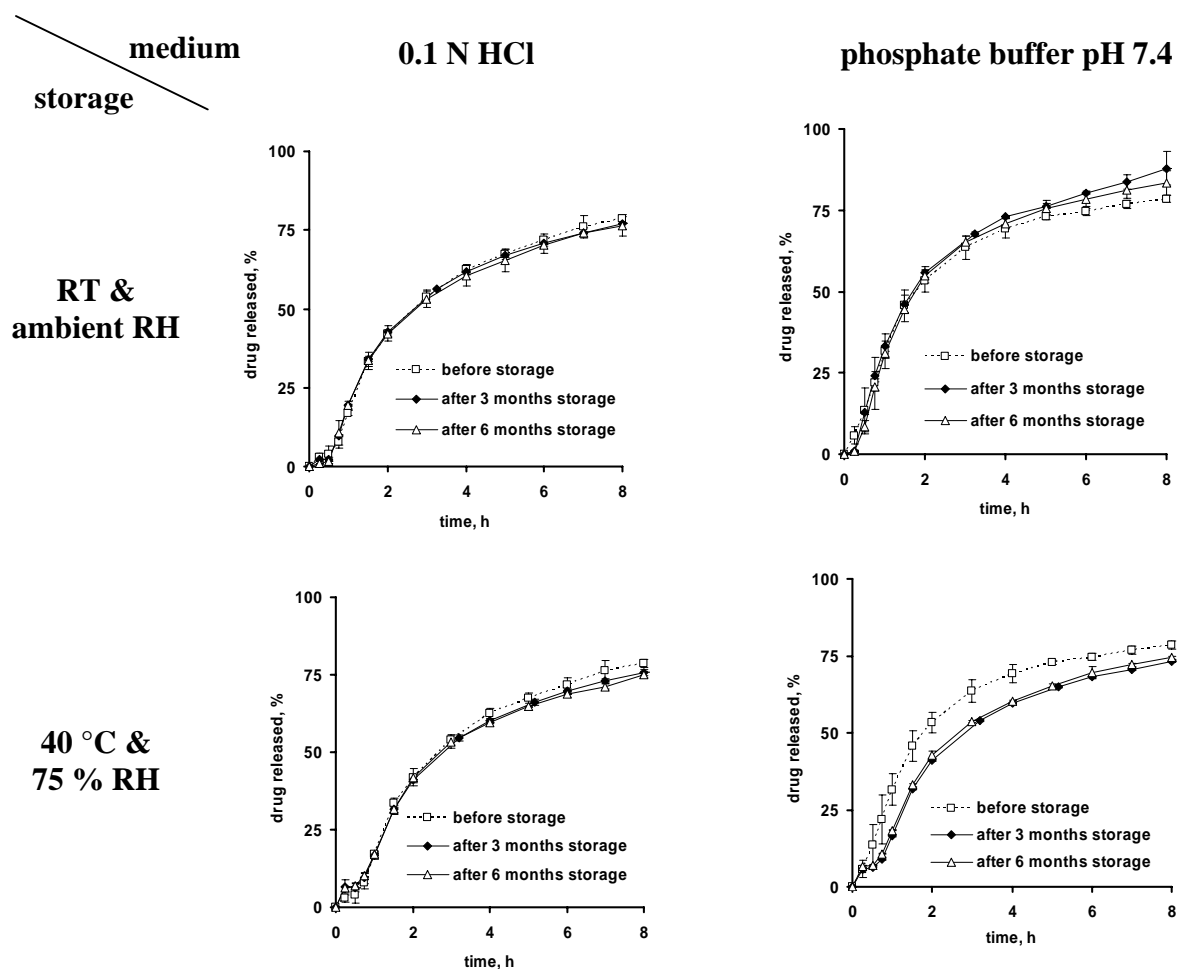 medium
storage
0.1 N HCl
phosphate buffer pH 7.4
RT &
ambient RH
100
75
50
25
0
drug released, %
before storage
after 3 months storage
after 6 months storage
0 2 4 6 8
time, h
100
75
50
25
0
drug released, %
before storage
after 3 months storage
after 6 months storage
0 2 4 6 8
time, h
40 °C &
75 % RH
100
75
50
25
0
drug released, %
before storage
after 3 months storage
after 6 months storage
0 2 4 6 8
time, h
100
75
50
25
0
drug released, %
before storage
after 3 months storage
after 6 months storage
0 2 4 6 8
time, h